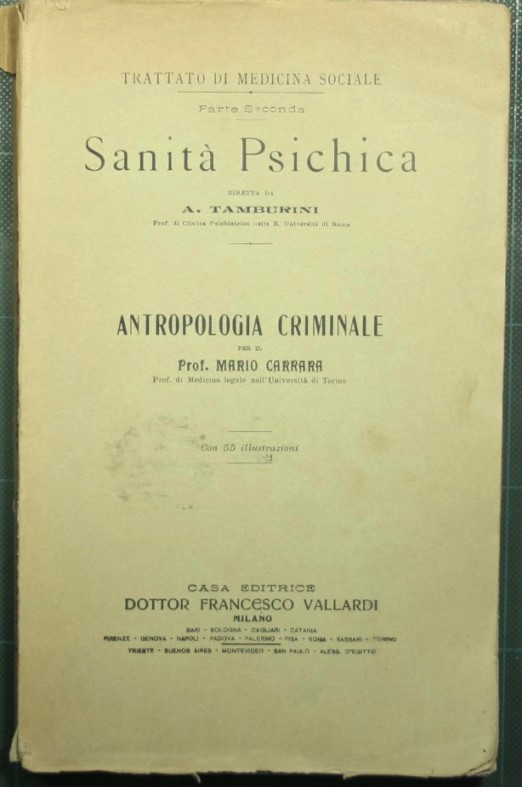 TRATTATO DI MEDICINA SOCIALE
Parte Seconda
Sanità Psichica
DIRETTA DA
A. TAMBURINI
Prof. di Clinica Psichiatrica nella R. Università di Roma
ANTROPOLOGIA CRIMINALE
PER IL
Prof. MARIO CARRARA
Prof. di Medicina legale nell'Università di Torino
Con 55 illustrazioni
CASA EDITRICE
DOTTOR FRANCESCO VALLARDI
MILANO
BARI - BOLOGNA - CAGLIARI - CATANIA
FIRENZE - GENOVA - NAPOLI - PADOVA - PALERMO - PISA - ROMA - SASSARI - TORINO
TRIESTE - BUENOS AIRES - MONTEVIDEO - SAN PAULO - ALESS. D'EGITTO